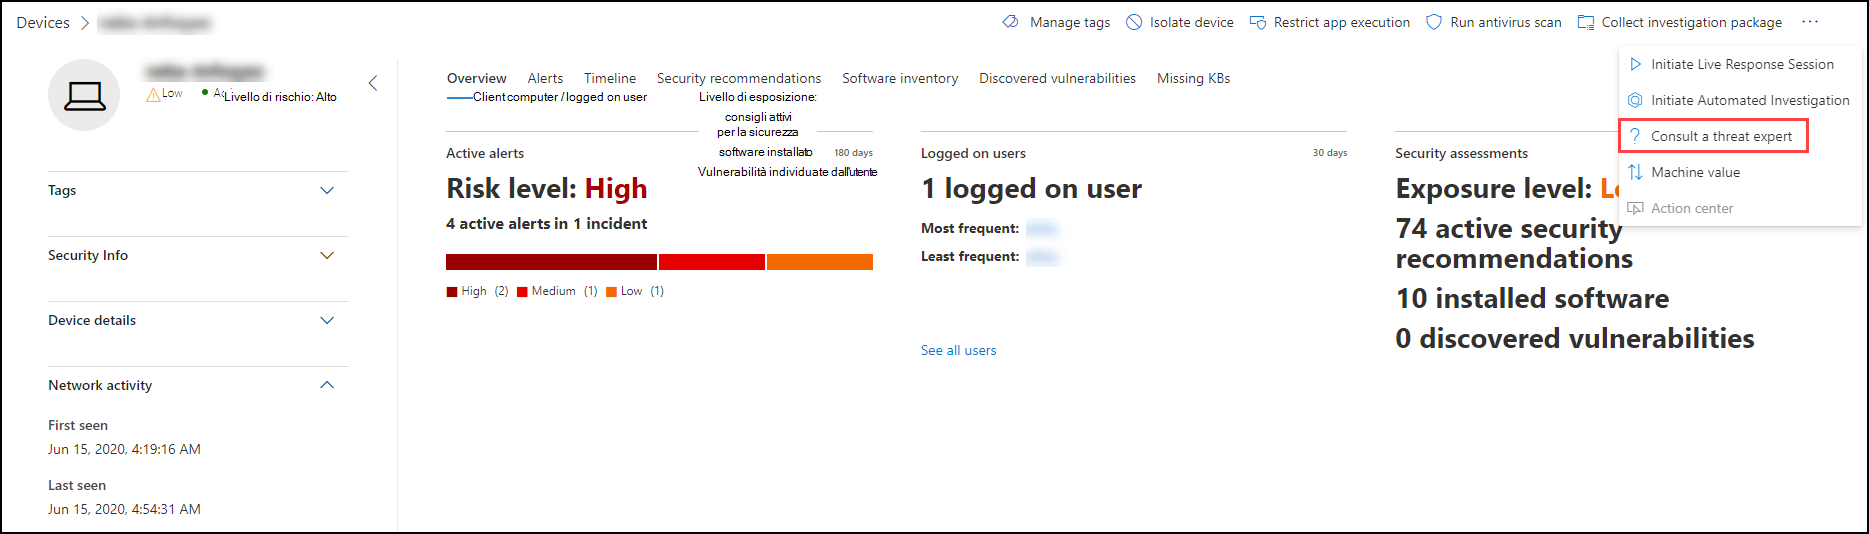 Devices
Manage tags
Isolate device
Restrict app execution
Run antivirus scan
Collect investigation package
...
Initiate Live Response Session
Initiate Automated Investigation
Consult a threat expert
Machine value
Action center
Low
Livello di rischio: Alto
Tags
Security Info
Device details
Network activity
First seen
Jun 15, 2020, 4:19:16 AM
Last seen
Jun 15, 2020, 4:54:31 AM
Overview
Alerts
Timeline
Security recommendations
Software inventory
Discovered vulnerabilities
Missing KBs
Client computer / logged on user
Livello di esposizione:
consigli attivi
per la sicurezza
software installato
Vulnerabilità individuate dall'utente
Active alerts
180 days
Risk level: High
4 active alerts in 1 incident
High (2)
Medium (1)
Low (1)
Logged on users
30 days
1 logged on user
Most frequent:
Least frequent:
See all users
Security assessments
Exposure level:
74 active security
recommendations
10 installed software
0 discovered vulnerabilities